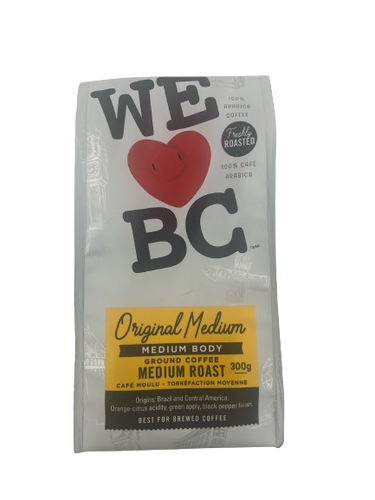 WE
100%
ARABICA
COFFEE
Freshly
ROASTED
100% CAFÉ
ARABICA
BC
Original Medium
MEDIUM BODY
GROUND COFFEE
MEDIUM ROAST 300g
CAFÉ MOULU - TORRÉFACTION MOYENNE
Origins: Brazil and Central America.
Orange-citrus acidity, green apple, black pepper finish.
BEST FOR BREWED COFFEE